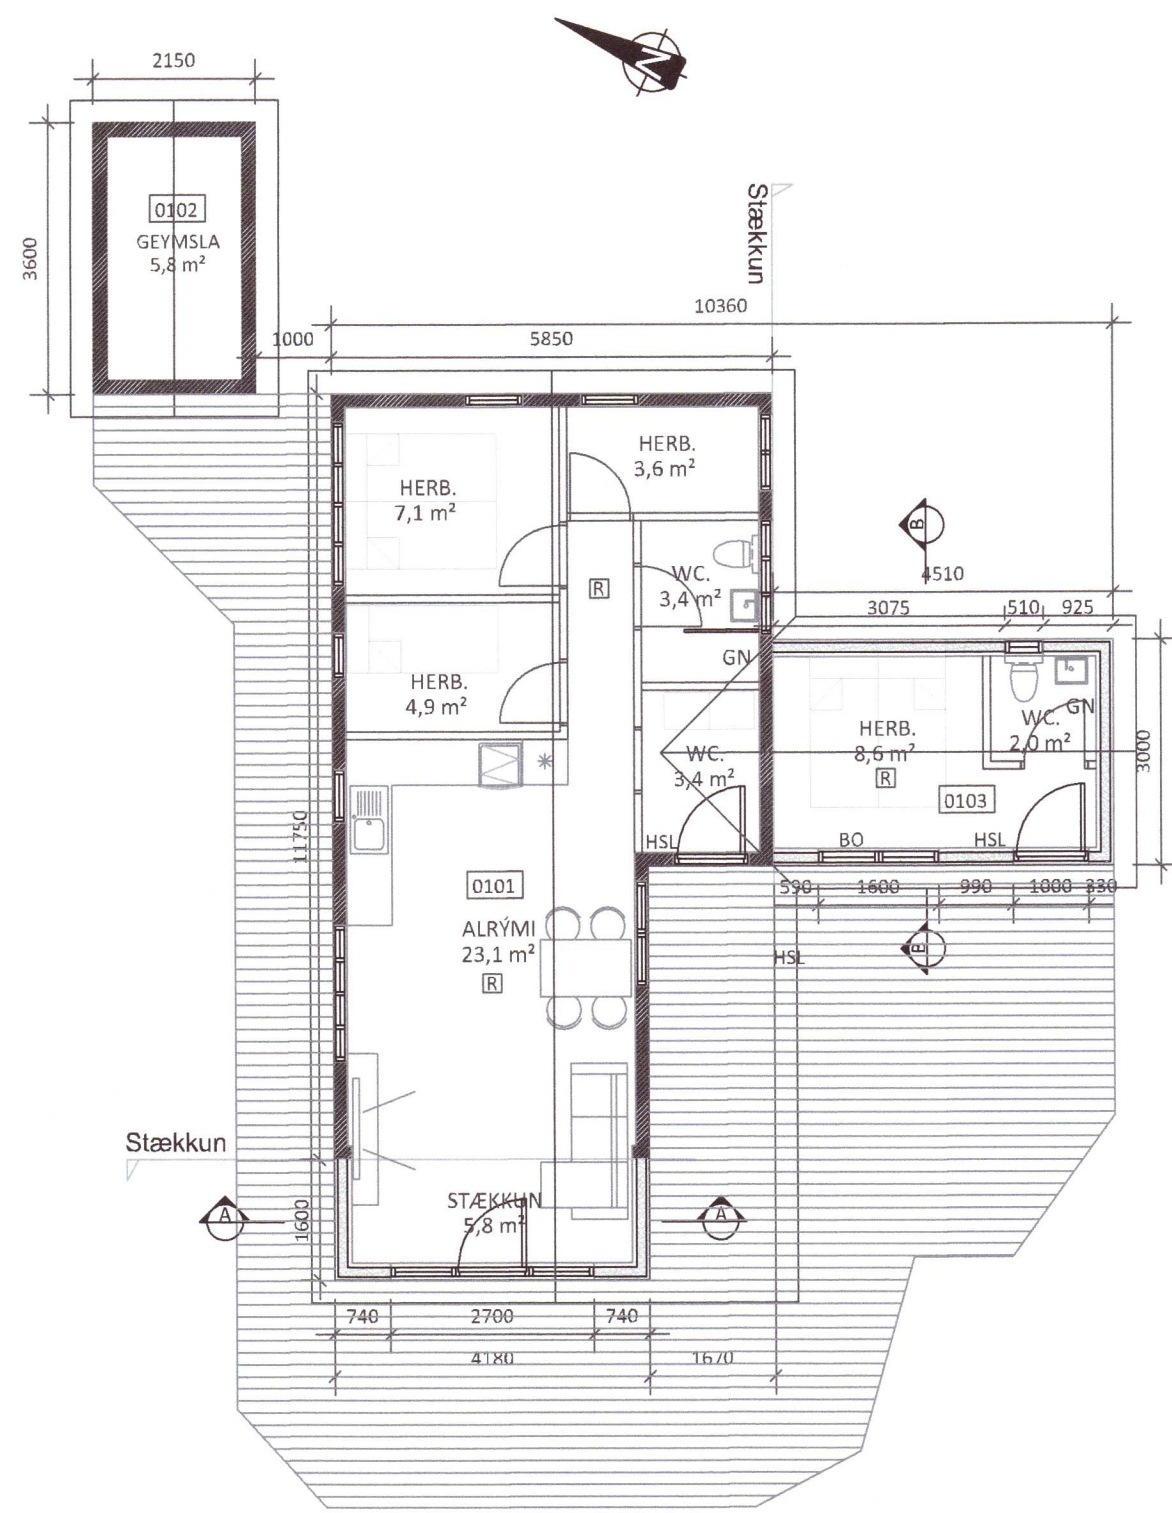 N
2150
3600
0102
GEYMSLA
5,8 m²
Stækkun
10360
1000
5850
HERB.
3,6 m²
HERB.
7,1 m²
B
4510
R
WC.
3,4 m²
3075
510
925
GN
HERB.
4,9 m²
GN
WC.
2,0 m²
HERB.
8,6 m²
R
3000
WC.
3,4 m²
0103
11750
HSL
BO
HSL
0101
590
1600
990
1000
330
ALRÝMI
23,1 m²
R
B
HSL
Stækkun
A
1600
STÆKKUN
5,8 m²
A
740
2700
740
4180
1670